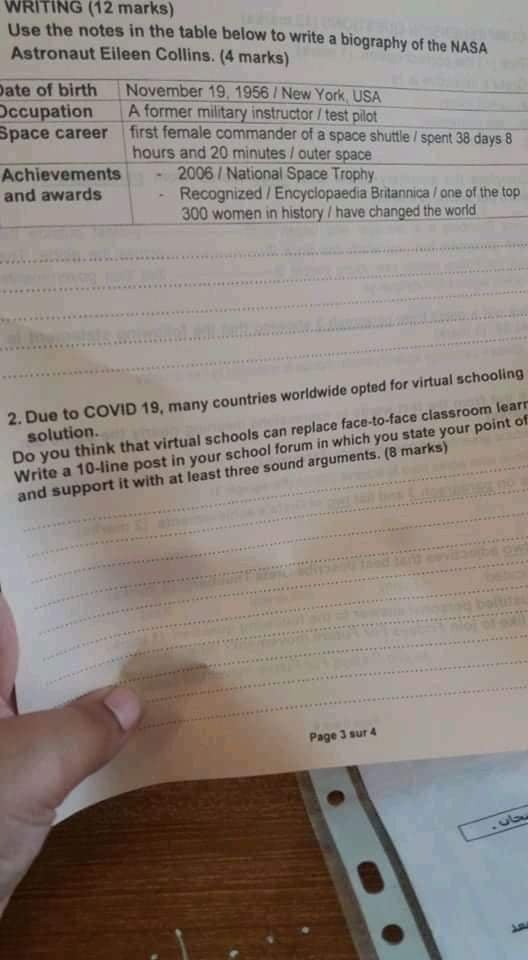 WRITING (12 marks)
Use the notes in the table below to write a biography of the NASA
Astronaut Eileen Collins. (4 marks)
Date of birth November 19, 1956 / New York, USA
Occupation A former military instructor / test pilot
Space career first female commander of a space shuttle / spent 38 days 8
hours and 20 minutes / outer space
Achievements - 2006 / National Space Trophy
and awards - Recognized / Encyclopaedia Britannica / one of the top
300 women in history / have changed the world
2. Due to COVID 19, many countries worldwide opted for virtual schooling
solution.
Do you think that virtual schools can replace face-to-face classroom lear
Write a 10-line post in your school forum in which you state your point of
and support it with at least three sound arguments. (8 marks)
Page 3 sur 4